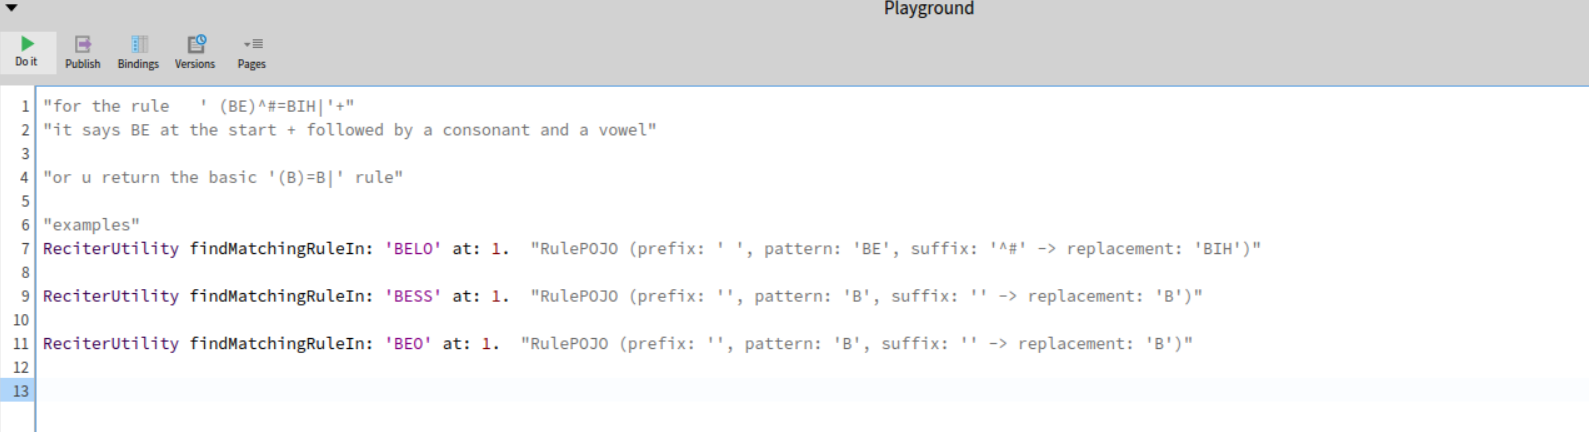 Playground
Do it Publish Bindings Versions Pages
1 "for the rule   ' (BE)^#=BIH|'+"
2 "it says BE at the start + followed by a consonant and a vowel"
3
4 "or u return the basic '(B)=B|' rule"
5
6 "examples"
7 ReciterUtility findMatchingRuleIn: 'BELO' at: 1.  "RulePOJO (prefix: ' ', pattern: 'BE', suffix: '^#' -> replacement: 'BIH')"
8
9 ReciterUtility findMatchingRuleIn: 'BESS' at: 1.  "RulePOJO (prefix: '', pattern: 'B', suffix: '' -> replacement: 'B')"
10
11 ReciterUtility findMatchingRuleIn: 'BEO' at: 1.  "RulePOJO (prefix: '', pattern: 'B', suffix: '' -> replacement: 'B')"
12
13